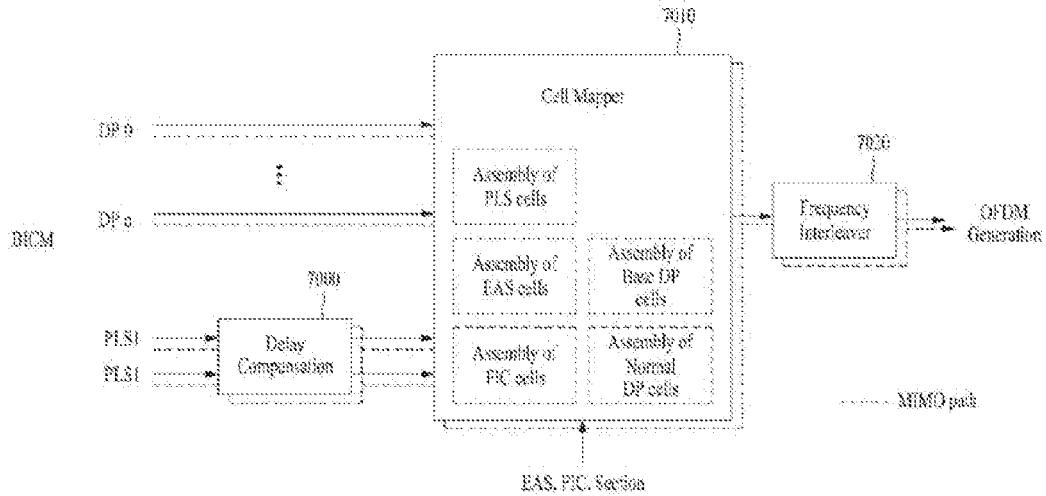 7010
Cell Mapper
DP 0
7020
Assembly of
PLS cells
Frequency
Interleaver
DP n
OFDM
Generation
BICM
Assembly of
EAS cells
Assembly of
Base DP
cells
7000
PLS1
Delay
Compensation
PLS1
Assembly of
FIC cells
Assembly of
Normal
DP cells
MIMO path
EAS, FIC, Section